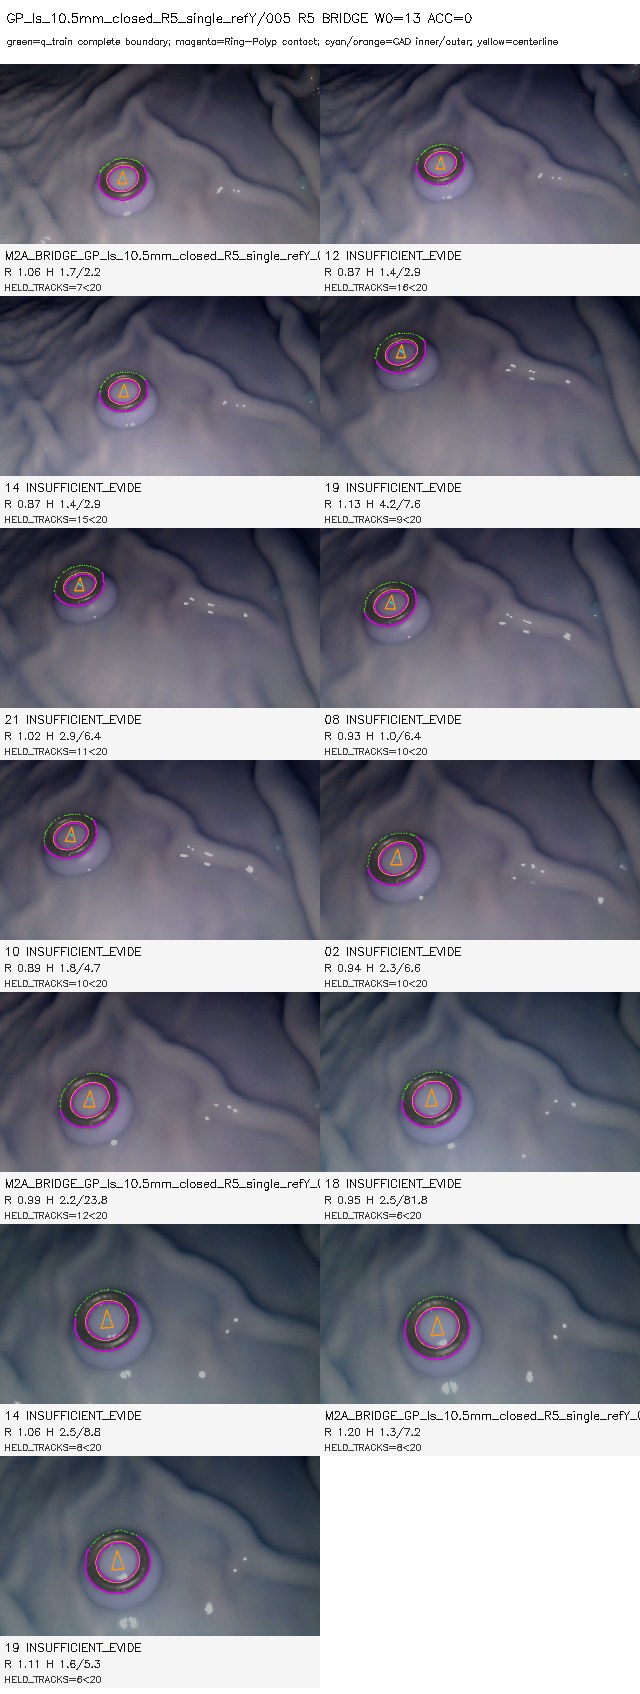 GP_Is_10.5mm_closed_R5_single_refY/005 R5 BRIDGE W0=13 ACC=0
green=q_train complete boundary; magenta=Ring-Polyp contact; cyan/orange=CAD inner/outer; yellow=centerline
M2A_BRIDGE_GP_Is_10.5mm_closed_R5_single_refY_(
R 1.06 H 1.7/2.2
HELD_TRACKS=7<20
12 INSUFFICIENT_EVIDE
R 0.87 H 1.4/2.9
HELD_TRACKS=16<20
14 INSUFFICIENT_EVIDE
R 0.87 H 1.4/2.9
HELD_TRACKS=15<20
19 INSUFFICIENT_EVIDE
R 1.13 H 4.2/7.6
HELD_TRACKS=9<20
21 INSUFFICIENT_EVIDE
R 1.02 H 2.9/6.4
HELD_TRACKS=11<20
08 INSUFFICIENT_EVIDE
R 0.93 H 1.0/6.4
HELD_TRACKS=10<20
10 INSUFFICIENT_EVIDE
R 0.89 H 1.8/4.7
HELD_TRACKS=10<20
02 INSUFFICIENT_EVIDE
R 0.94 H 2.3/6.6
HELD_TRACKS=10<20
M2A_BRIDGE_GP_Is_10.5mm_closed_R5_single_refY_(
R 0.99 H 2.2/23.8
HELD_TRACKS=12<20
18 INSUFFICIENT_EVIDE
R 0.95 H 2.5/81.8
HELD_TRACKS=6<20
14 INSUFFICIENT_EVIDE
R 1.06 H 2.5/8.8
HELD_TRACKS=8<20
M2A_BRIDGE_GP_Is_10.5mm_closed_R5_single_refY_(
R 1.20 H 1.3/7.2
HELD_TRACKS=8<20
19 INSUFFICIENT_EVIDE
R 1.11 H 1.6/5.3
HELD_TRACKS=6<20